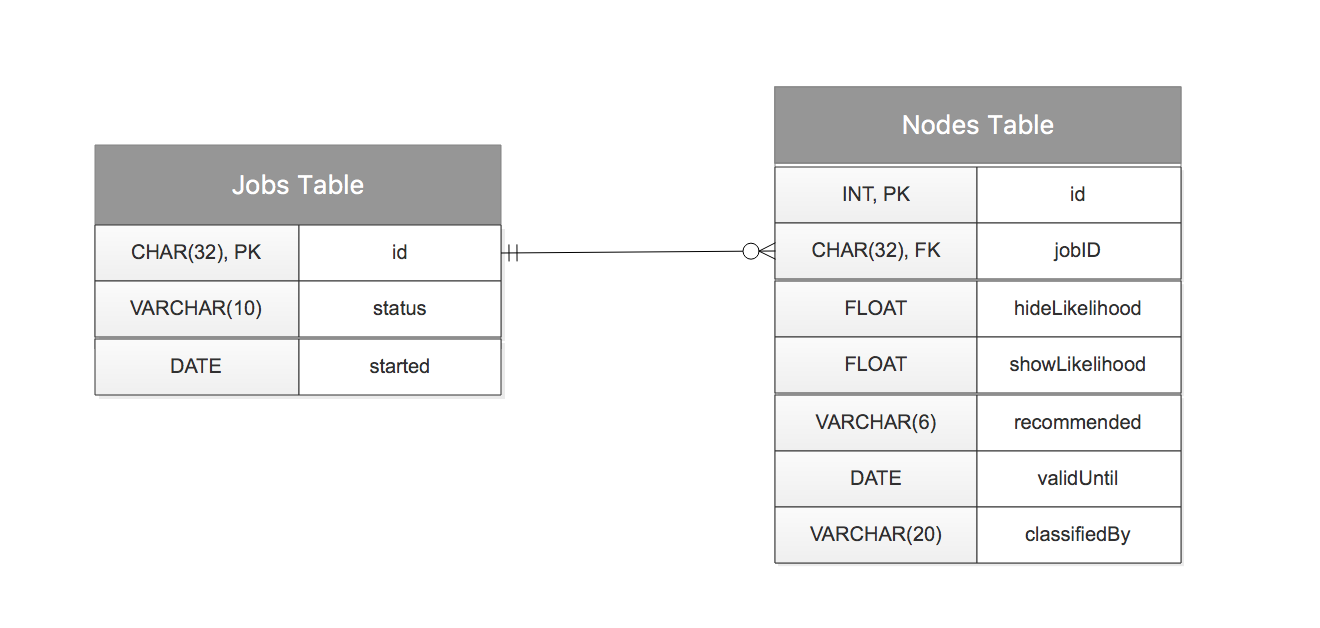 Jobs Table
CHAR(32), PK id
VARCHAR(10) status
DATE started
Nodes Table
INT, PK id
CHAR(32), FK jobID
FLOAT hideLikelihood
FLOAT showLikelihood
VARCHAR(6) recommended
DATE validUntil
VARCHAR(20) classifiedBy